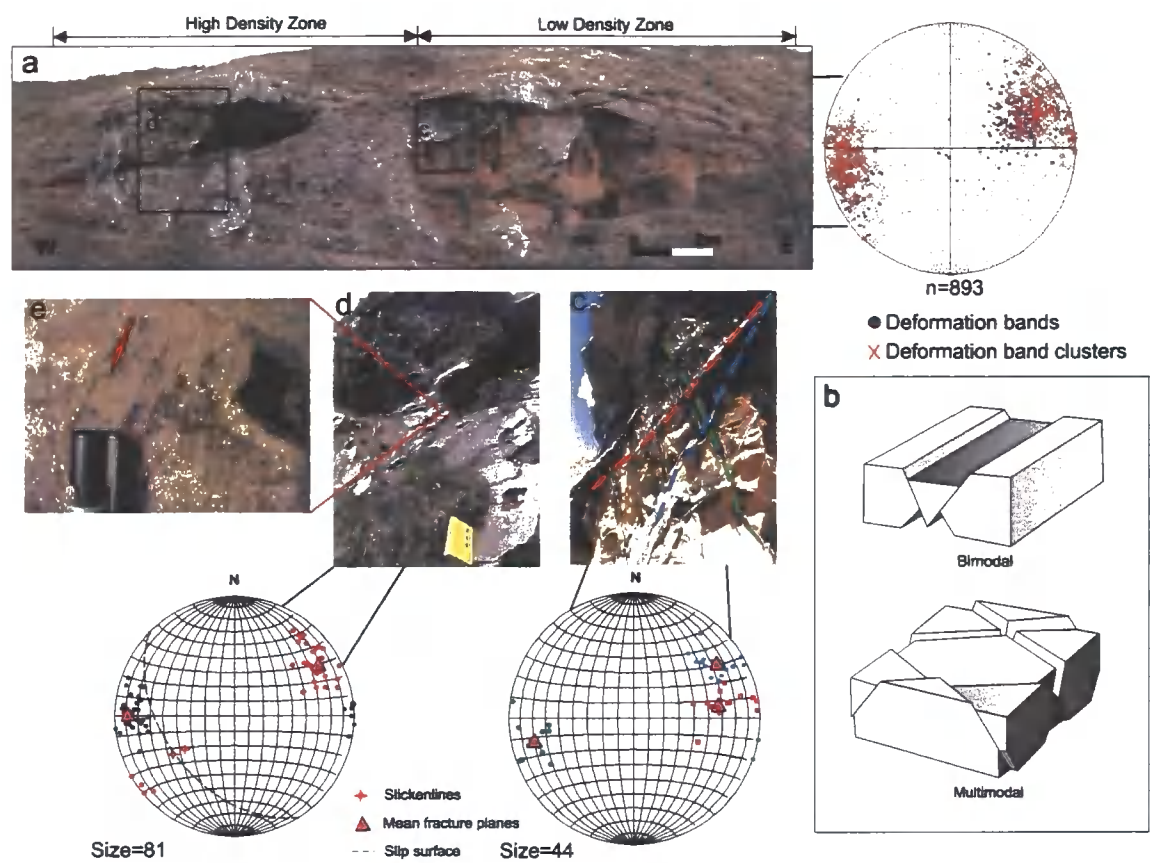 High Density Zone
Low Density Zone
a
W
E
n=893
Deformation bands
Deformation band clusters
e
d
c
b
Bimodal
Multimodal
N
N
Slickenlines
Mean fracture planes
Slip surface
Size=81
Size=44